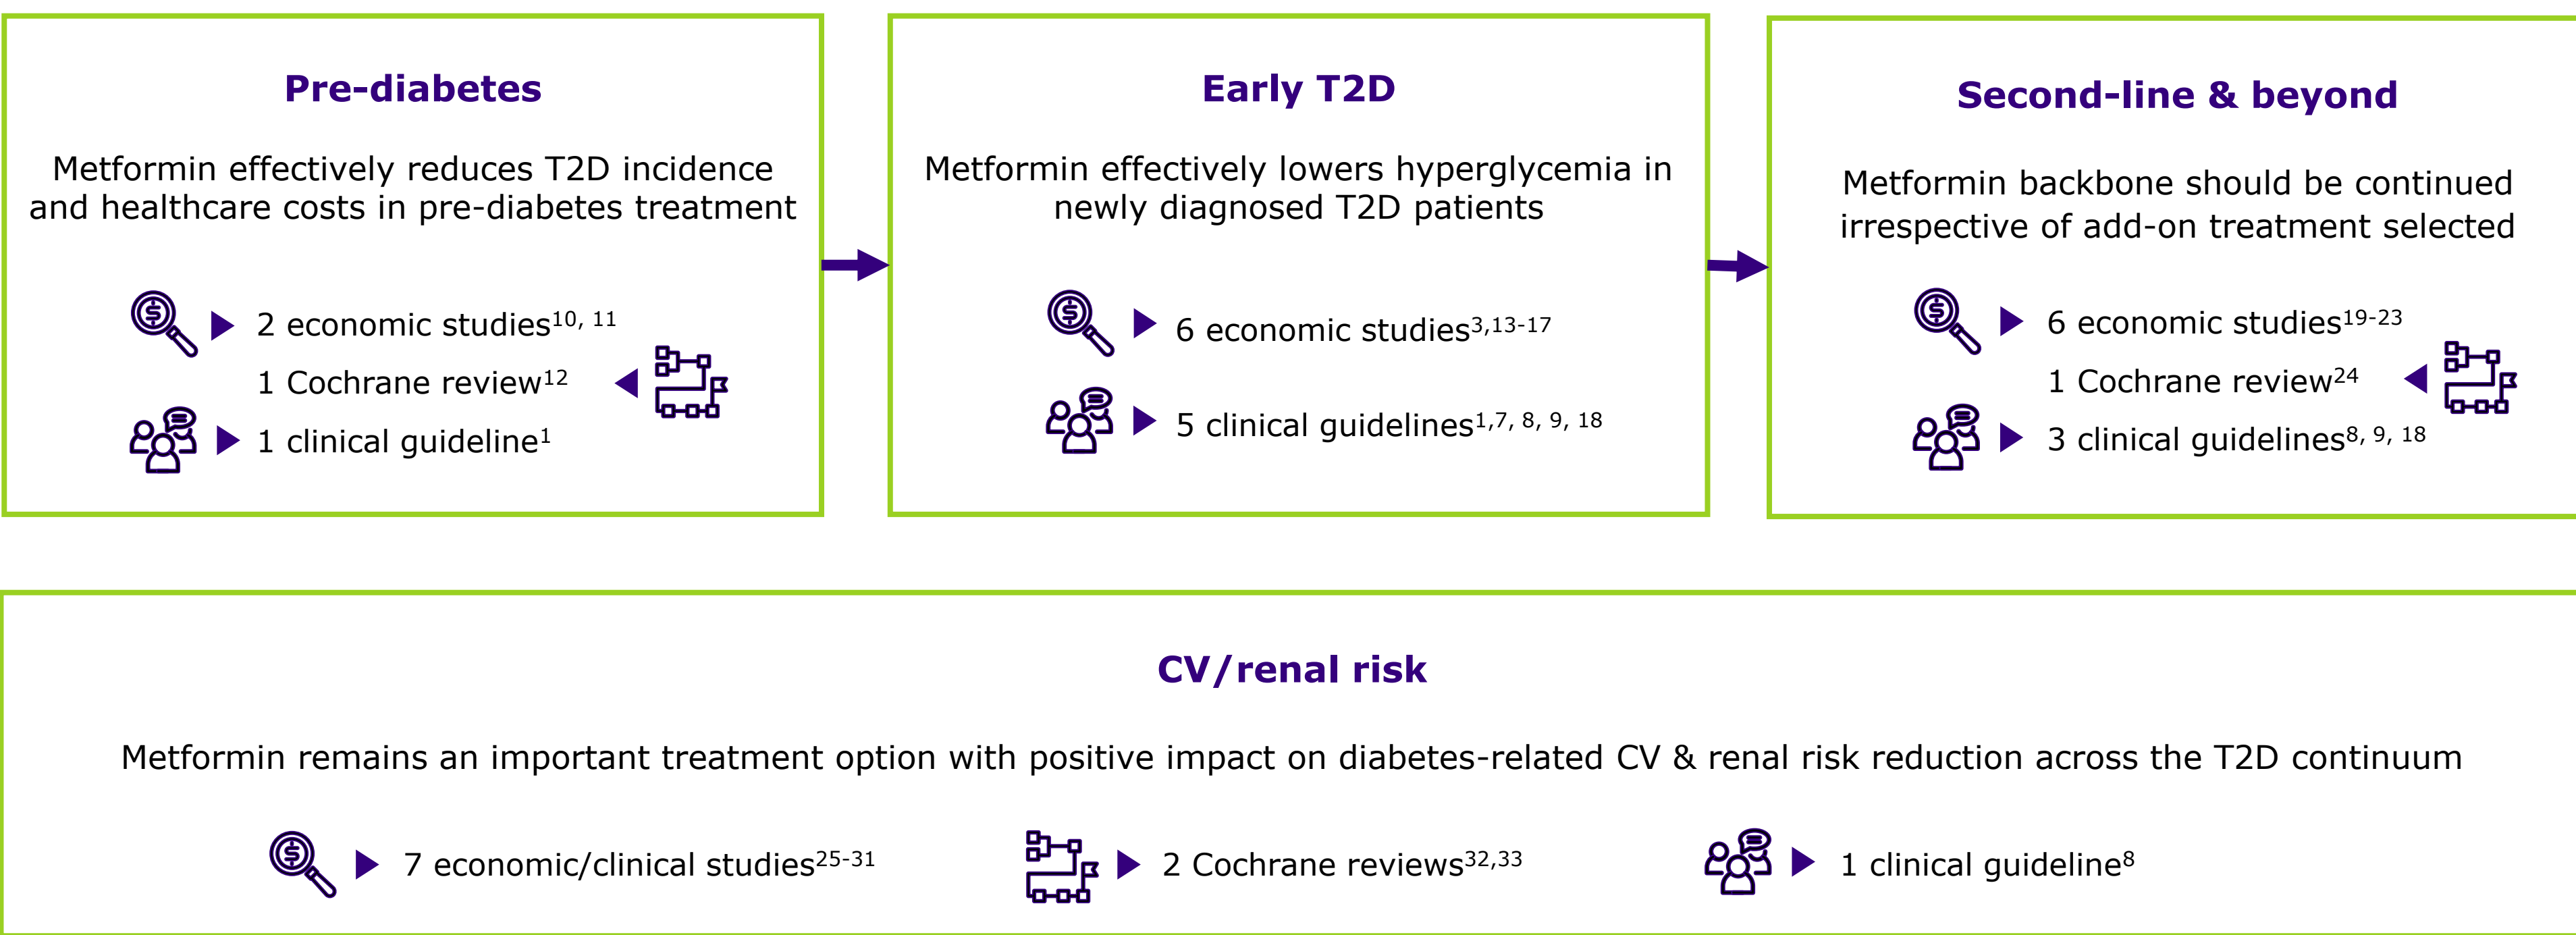 Pre-diabetes
Metformin effectively reduces T2D incidence
and healthcare costs in pre-diabetes treatment
2 economic studies10, 11
1 Cochrane review12
1 clinical guideline1
Early T2D
Metformin effectively lowers hyperglycemia in
newly diagnosed T2D patients
6 economic studies3,13-17
5 clinical guidelines1,7, 8, 9, 18
Second-line & beyond
Metformin backbone should be continued
irrespective of add-on treatment selected
6 economic studies19-23
1 Cochrane review24
3 clinical guidelines8, 9, 18
CV/renal risk
Metformin remains an important treatment option with positive impact on diabetes-related CV & renal risk reduction across the T2D continuum
7 economic/clinical studies25-31
2 Cochrane reviews32,33
1 clinical guideline8